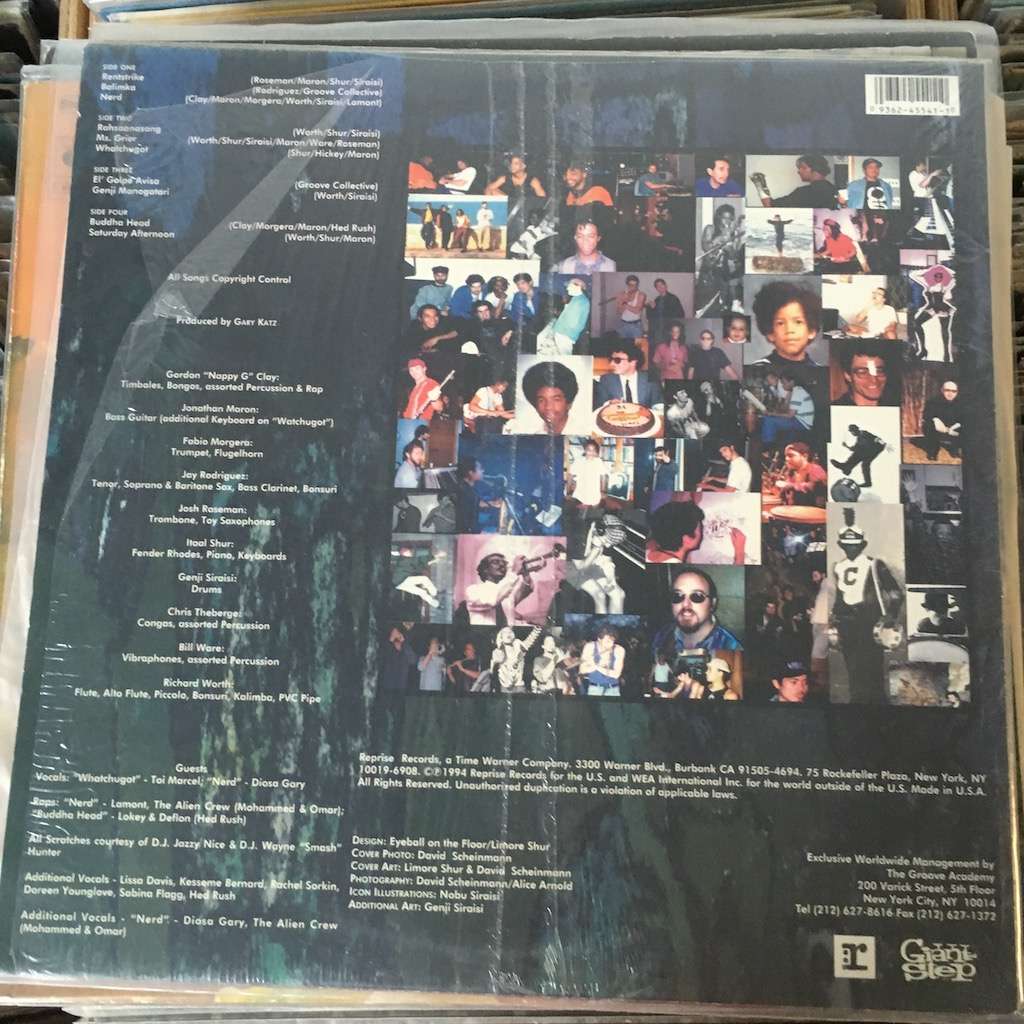 SIDE ONE
Rentstrike (Roseman/Maron/Shur/Siraisi)
Balimka (Rodriguez/Groove Collective)
Nerd (Clay/Maron/Morgera/Worth/Siraisi/Lamont)
SIDE TWO
Rahsaanasong (Worth/Shur/Siraisi)
Ms. Grier (Worth/Shur/Siraisi/Maron/Ware/Roseman)
Whatchugot (Shur/Hickey/Maron)
SIDE THREE
El' Golpe Avisa (Groove Collective)
Genji Monogatari (Worth/Siraisi)
SIDE FOUR
Buddha Head (Clay/Morgera/Maron/Hed Rush)
Saturday Afternoon (Worth/Shur/Maron)
All Songs Copyright Control
Produced by GARY KATZ
Gordon "Nappy G" Clay:
Timbales, Bongos, assorted Percussion & Rap
Jonathan Maron:
Bass Guitar (additional Keyboard on "Watchugot")
Fabio Morgera:
Trumpet, Flugelhorn
Jay Rodriguez:
Tenor, Soprano & Baritone Sax, Bass Clarinet, Bonsuri
Josh Roseman:
Trombone, Toy Saxophones
Itaal Shur:
Fender Rhodes, Piano, Keyboards
Genji Siraisi:
Drums
Chris Theberge:
Congas, assorted Percussion
Bill Ware:
Vibraphones, assorted Percussion
Richard Worth:
Flute, Alto Flute, Piccolo, Bonsuri, Kalimba, PVC Pipe
Guests
Vocals: "Whatchugot" - Toi Marcel; "Nerd" - Diosa Gary
Raps: "Nerd" - Lamont, The Alien Crew (Mohammed & Omar);
"Buddha Head" - Lokey & Deflon (Hed Rush)
All Scratches courtesy of D.J. Jazzy Nice & D.J. Wayne "Smash"
Hunter
Additional Vocals - Lissa Davis, Kesseme Bernard, Rachel Sorkin,
Doreen Younglove, Sabina Flagg, Hed Rush
Additional Vocals - "Nerd" - Diosa Gary, The Alien Crew
(Mohammed & Omar)
Reprise Records, a Time Warner Company. 3300 Warner Blvd., Burbank CA 91505-4694. 75 Rockefeller Plaza, New York, NY
10019-6908. ©℗1994 Reprise Records for the U.S. and WEA International Inc. for the world outside of the U.S. Made in U.S.A.
All Rights Reserved. Unauthorized duplication is a violation of applicable laws.
DESIGN: Eyeball on the Floor/Limore Shur
COVER PHOTO: David Scheinmann
COVER ART: Limore Shur & David Scheinmann
PHOTOGRAPHY: David Scheinmann/Alice Arnold
ICON ILLUSTRATIONS: Nobu Siraisi
ADDITIONAL ART: Genji Siraisi
Exclusive Worldwide Management by
The Groove Academy
200 Varick Street, 5th Floor
New York City, NY 10014
Tel (212) 627-8616 Fax (212) 627-1372
r
Giant
Step
C